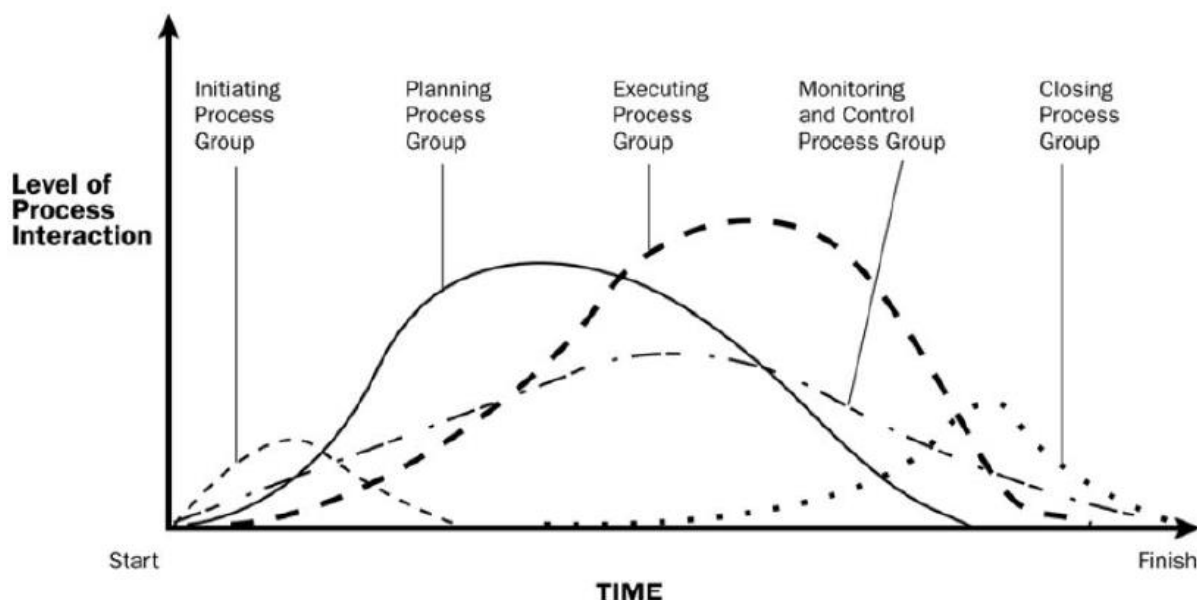 Initiating
Process
Group
Planning
Process
Group
Executing
Process
Group
Monitoring
and Control
Process Group
Closing
Process
Group
Level of
Process
Interaction
Start
Finish
TIME